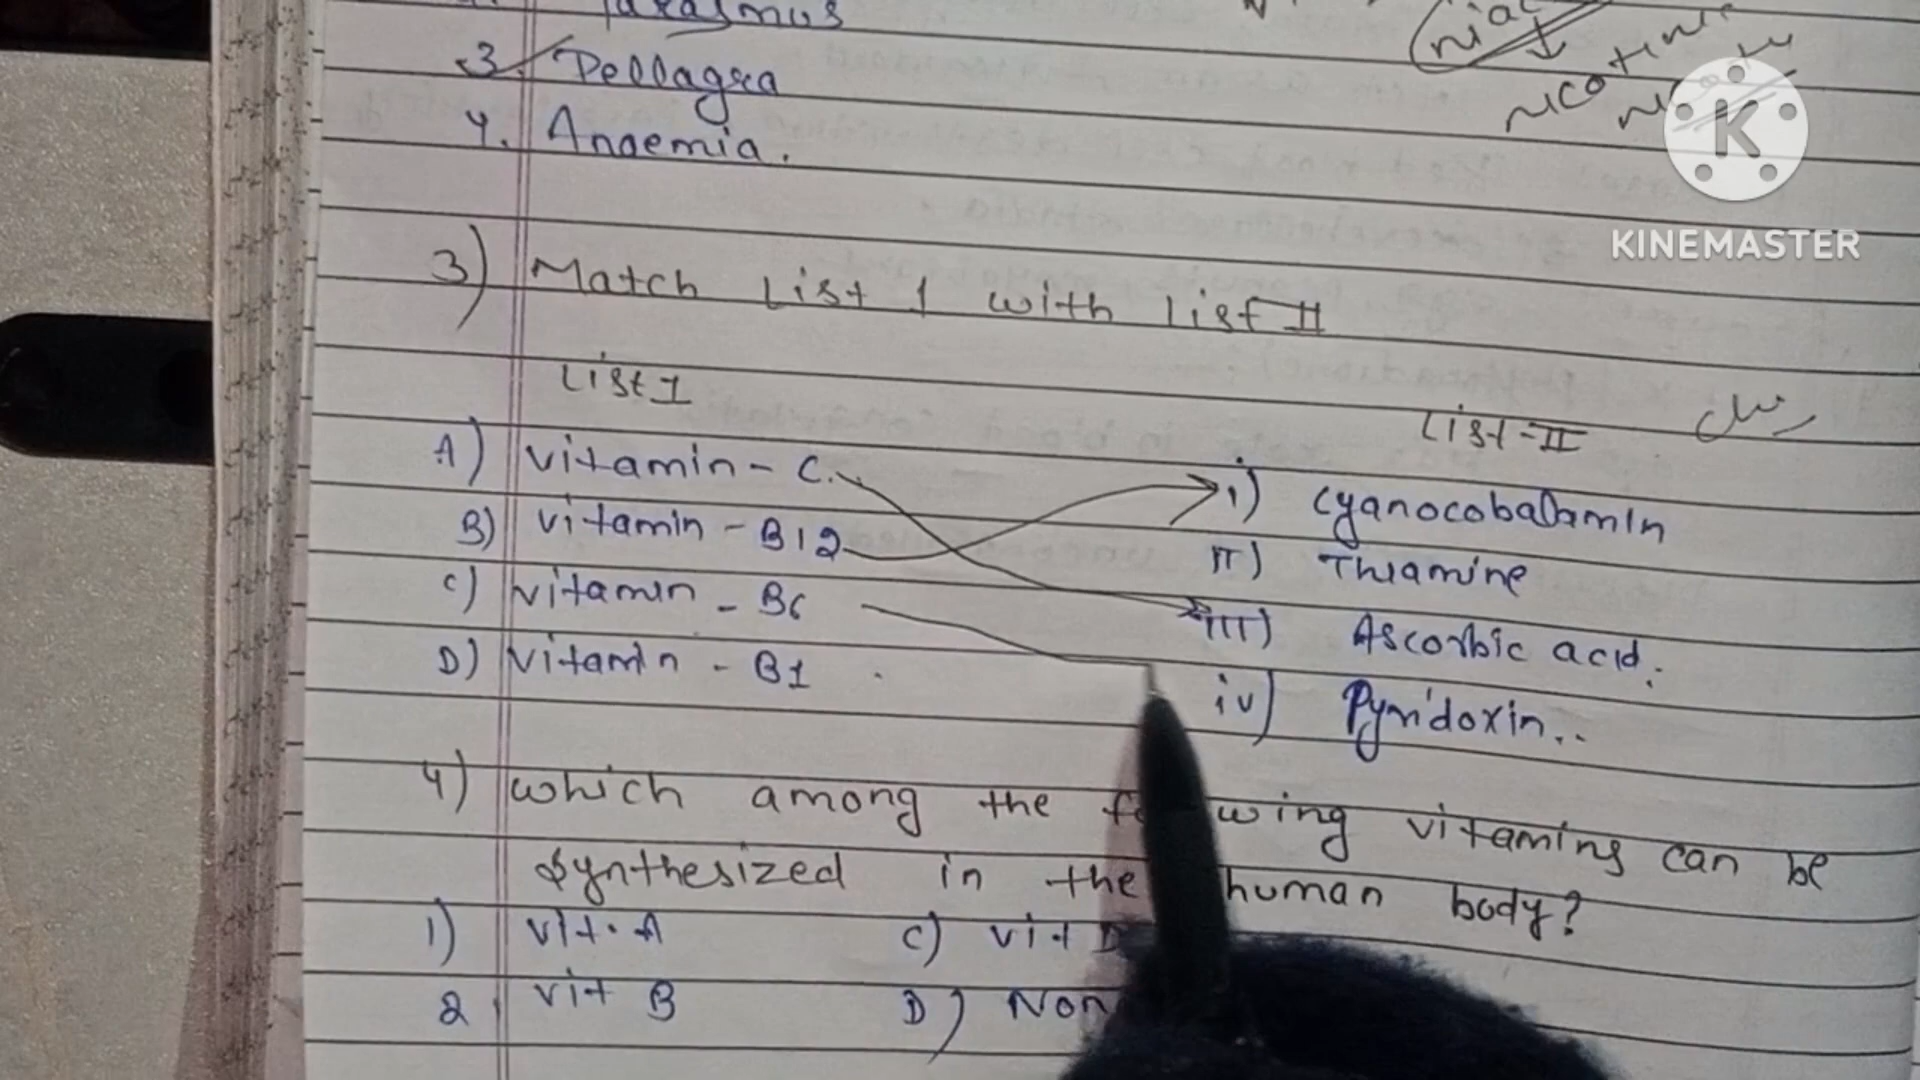 3. Pellagra
4. Anaemia.
K
KINEMASTER
3) Match List 1 with List II
List I
List-II
A) Vitamin - C.
i) Cyanocobalamin
B) Vitamin - B12
II) Thiamine
C) Vitamin - B6
III) Ascorbic acid.
D) Vitamin - B1
iv) Pyridoxin..
4) which among the wing vitamins can be
synthesized in the human body?
1) vit. A
C) vit D
2. vit B
D) Non